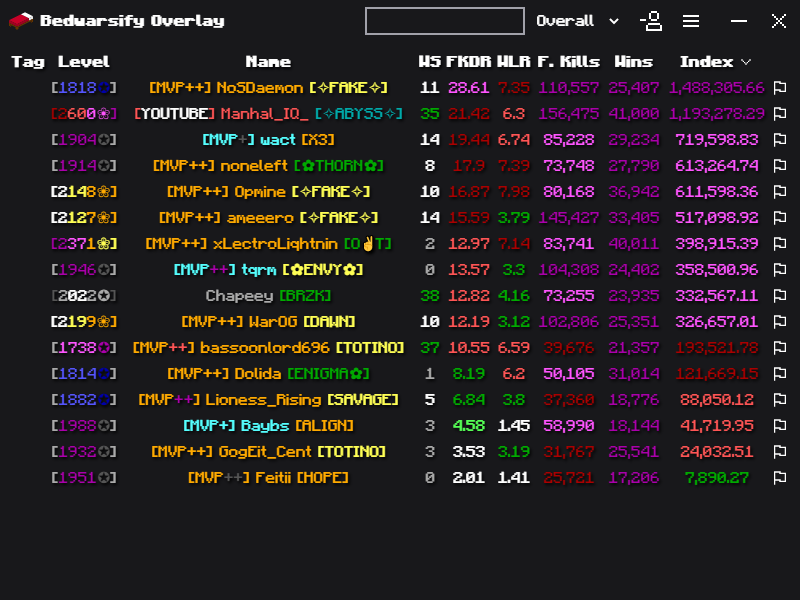 Bedwarsify Overlay Overall
Tag Level Name WS FKDR WLR F. Kills Wins Index
[1818✪] [MVP++] NoSDaemon [✧FAKE✧] 11 28.61 7.35 110,557 25,407 1,488,305.66
[2600❀] [YOUTUBE] Manhal_IQ_ [✧ABYSS✧] 35 21.42 6.3 156,475 41,000 1,193,278.29
[1904✪] [MVP+] wact [X3] 14 19.44 6.74 85,228 29,234 719,598.83
[1914✪] [MVP++] noneleft [✿THORN✿] 8 17.9 7.39 73,748 27,790 613,264.74
[2148❀] [MVP++] Opmine [✧FAKE✧] 10 16.87 7.98 80,168 36,942 611,598.36
[2127❀] [MVP++] ameeero [✧FAKE✧] 14 15.59 3.79 145,427 33,405 517,098.92
[2371❀] [MVP++] xLectroLightnin [O✌T] 2 12.97 7.14 83,741 40,011 398,915.39
[1946✪] [MVP++] tqrm [✿ENVY✿] 0 13.57 3.3 104,308 24,402 358,500.96
[2022✪] Chapeey [BRZK] 38 12.82 4.16 73,255 23,935 332,567.11
[2199❀] [MVP++] WarOG [DAWN] 10 12.19 3.12 102,806 25,351 326,657.01
[1738✪] [MVP++] bassoonlord696 [TOTINO] 37 10.55 6.59 39,676 21,357 193,521.78
[1814✪] [MVP++] Dolida [ENIGMA✿] 1 8.19 6.2 50,105 31,014 121,669.15
[1882✪] [MVP++] Lioness_Rising [SAVAGE] 5 6.84 3.8 37,360 18,776 88,050.12
[1988✪] [MVP+] Baybs [ALIGN] 3 4.58 1.45 58,990 18,144 41,719.95
[1932✪] [MVP++] GogEit_Cent [TOTINO] 3 3.53 3.19 31,767 25,541 24,032.51
[1951✪] [MVP++] Feitii [HOPE] 0 2.01 1.41 25,721 17,206 7,890.27